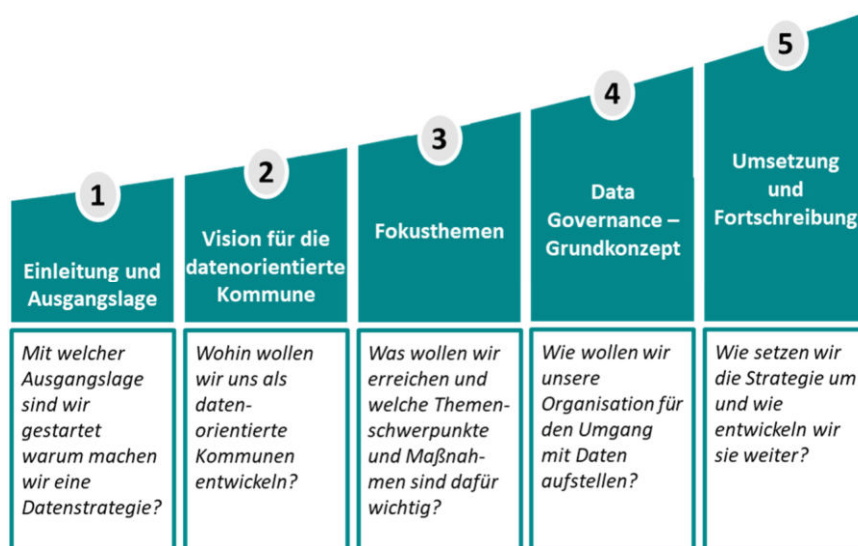 1
Einleitung und
Ausgangslage
Mit welcher
Ausgangslage
sind wir
gestartet
warum machen
wir eine
Datenstrategie?
2
Vision für die
datenorientierte
Kommune
Wohin wollen
wir uns als
daten-
orientierte
Kommunen
entwickeln?
3
Fokusthemen
Was wollen wir
erreichen und
welche Themen-
schwerpunkte
und Maßnah-
men sind dafür
wichtig?
4
Data
Governance –
Grundkonzept
Wie wollen wir
unsere
Organisation für
den Umgang
mit Daten
aufstellen?
5
Umsetzung
und
Fortschreibung
Wie setzen wir
die Strategie um
und wie
entwickeln wir
sie weiter?